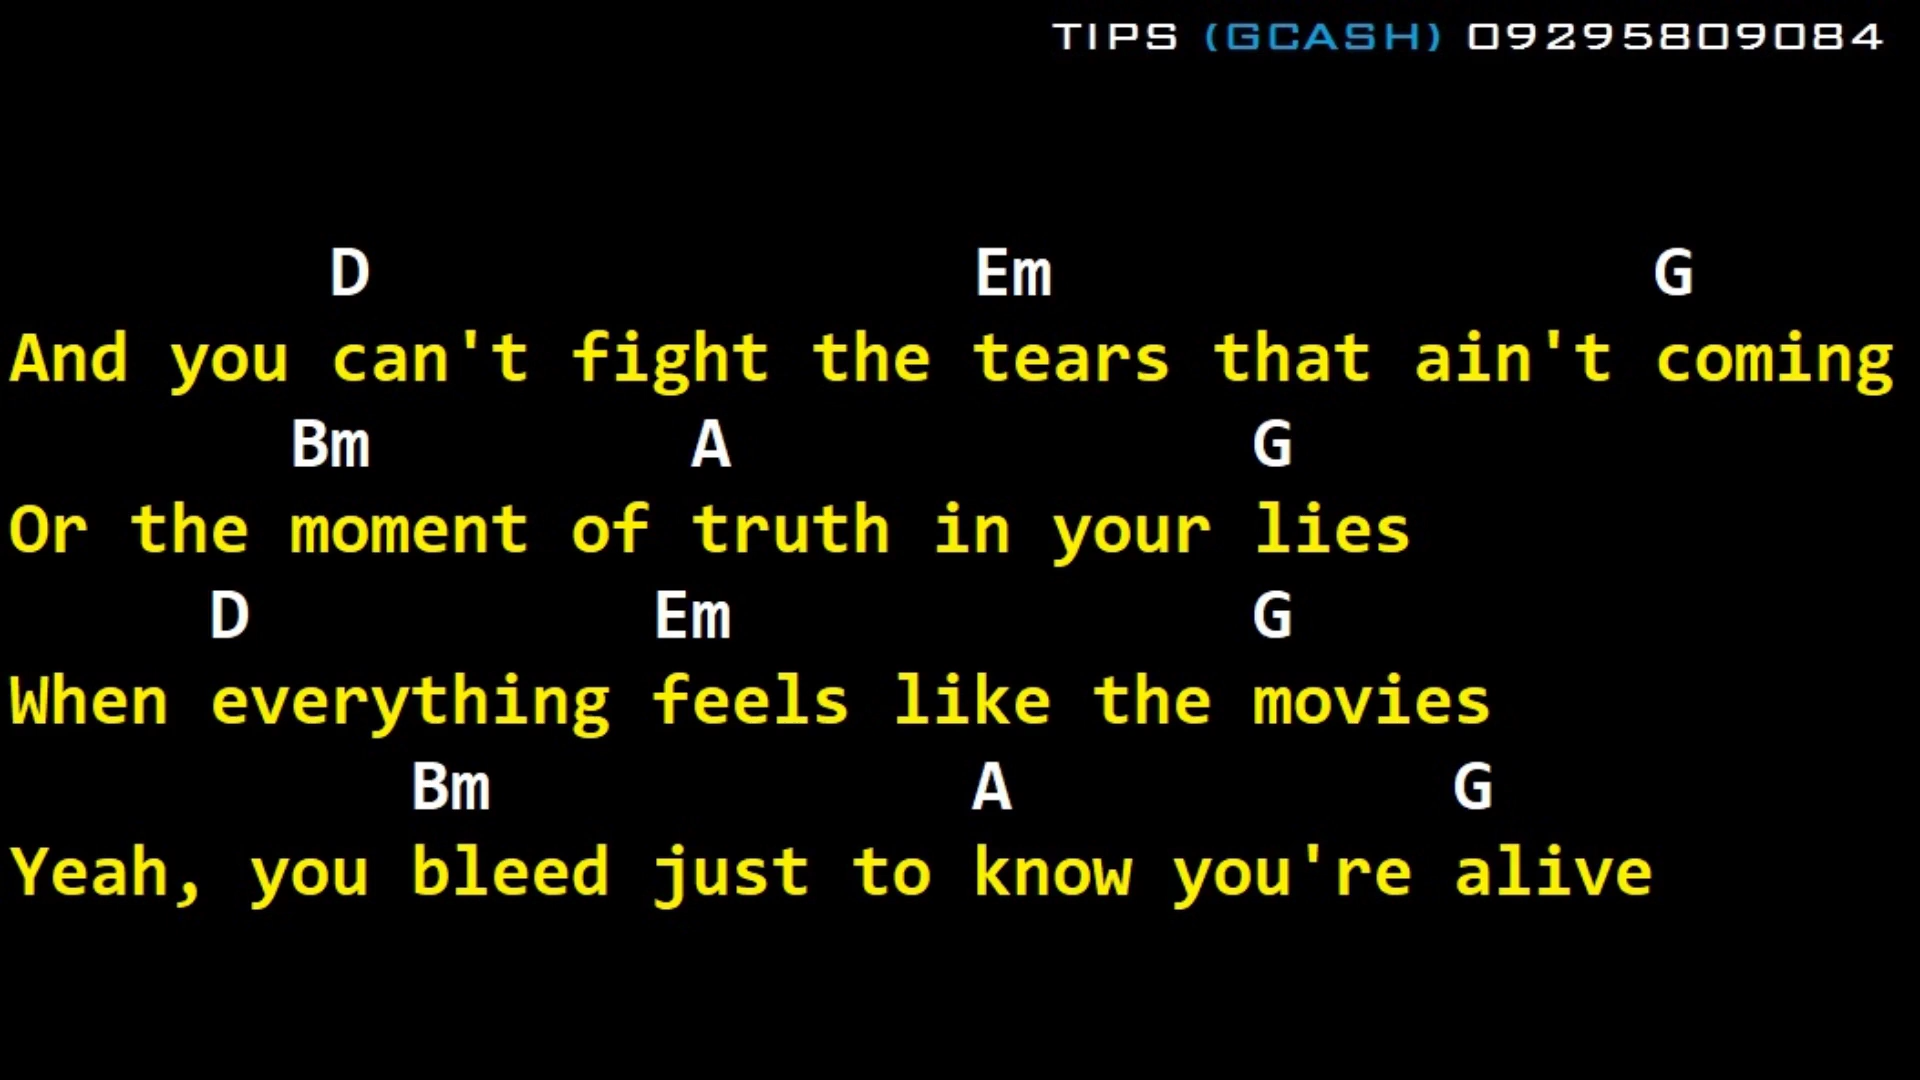 TIPS (GCASH) 09295809084
D Em G
And you can't fight the tears that ain't coming
Bm A G
Or the moment of truth in your lies
D Em G
When everything feels like the movies
Bm A G
Yeah, you bleed just to know you're alive